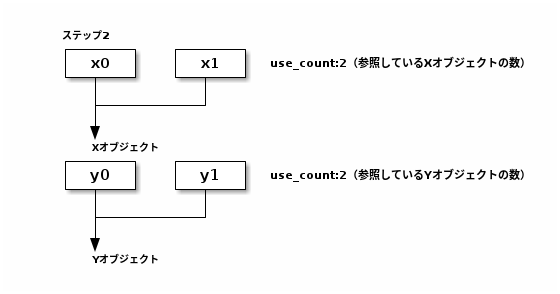 ステップ2
x0 x1 use_count:2（参照しているXオブジェクトの数）
Xオブジェクト
y0 y1 use_count:2（参照しているYオブジェクトの数）
Yオブジェクト